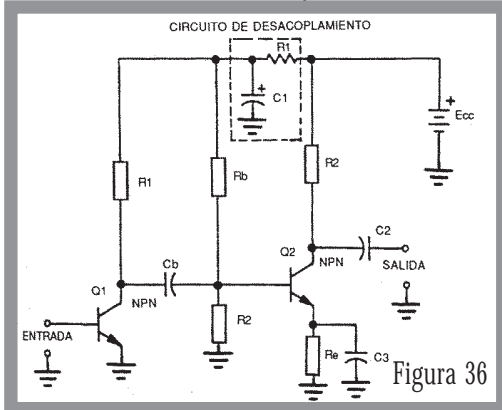 CIRCUITO DE DESACOPLAMIENTO
R1
+
C1
+
Ecc
R1
Rb
R2
C2
Q2
Cb
NPN
SALIDA
Q1
NPN
R2
ENTRADA
Re
C3
Figura 36